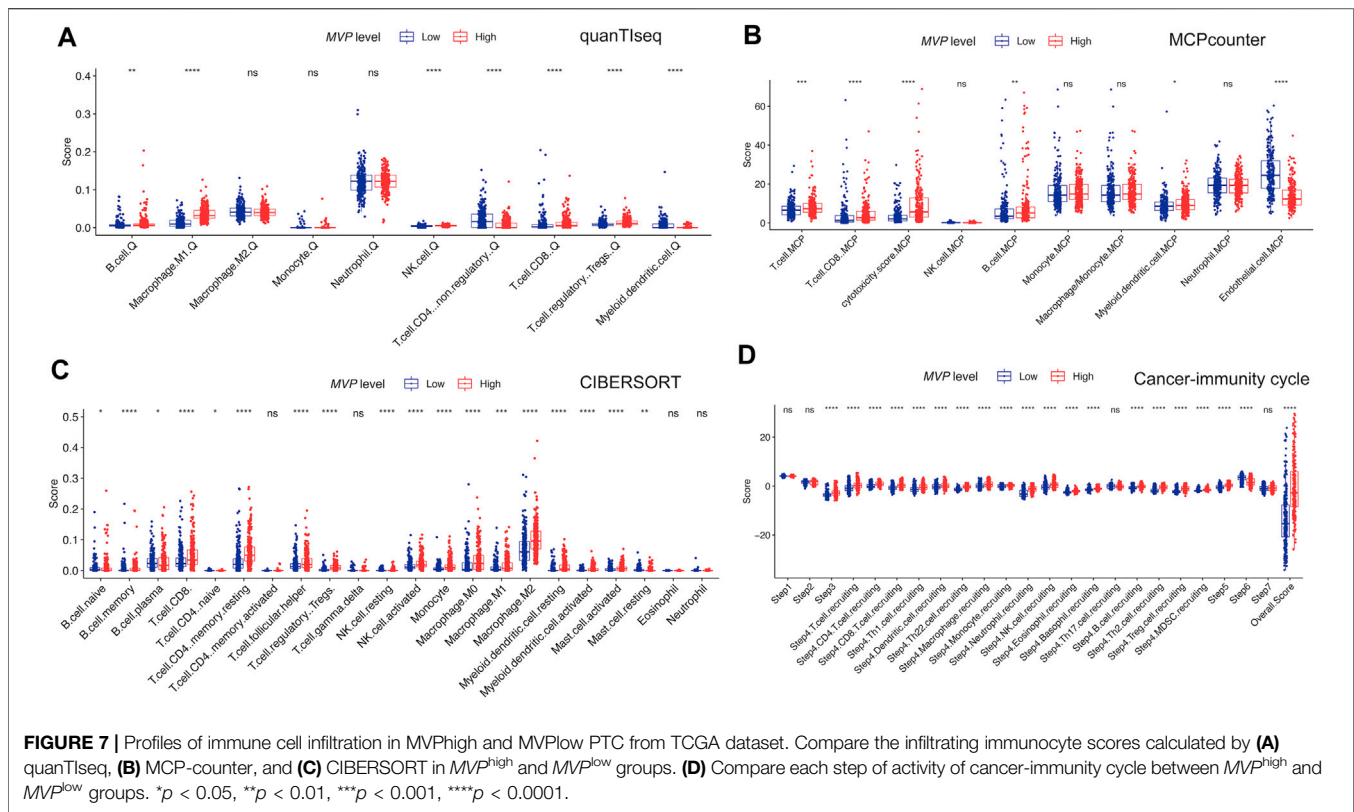 A
quanTIseq
MVP level Low High
** **** ns ns ns **** **** **** **** ****
Score
0.4
0.3
0.2
0.1
0.0
B.cell.Q
Macrophage.M1.Q
Macrophage.M2.Q
Monocyte.Q
Neutrophil.Q
NK.cell.Q
T.cell.CD4...non.regulatory..Q
T.cell.CD8..Q
T.cell.regulatory..Tregs..Q
Myeloid.dendritic.cell.Q
B
MVP level Low High
MCPcounter
*** **** **** ns ** ns ns * ns ****
Score
60
40
20
0
T.cell.MCP
T.cell.CD8..MCP
cytotoxicity.score.MCP
NK.cell.MCP
B.cell.MCP
Monocyte.MCP
Macrophage/Monocyte.MCP
Myeloid.dendritic.cell.MCP
Neutrophil.MCP
Endothelial.cell.MCP
C
MVP level Low High
CIBERSORT
* **** * **** * **** ns **** **** ns **** **** **** **** *** **** **** **** **** ** ns ns
Score
0.5
0.4
0.3
0.2
0.1
0.0
B.cell.naive
B.cell.memory
B.cell.plasma
T.cell.CD8.
T.cell.CD4..naive
T.cell.CD4..memory.resting
T.cell.CD4..memory.activated
T.cell.follicular.helper
T.cell.regulatory..Tregs.
T.cell.gamma.delta
NK.cell.resting
NK.cell.activated
Monocyte
Macrophage.M0
Macrophage.M1
Macrophage.M2
Myeloid.dendritic.cell.resting
Myeloid.dendritic.cell.activated
Mast.cell.activated
Mast.cell.resting
Eosinophil
Neutrophil
D
MVP level Low High
Cancer-immunity cycle
ns ns **** **** **** **** **** **** **** **** **** **** **** **** **** ns **** **** **** **** **** **** ns ****
Score
20
0
−20
Step1
Step2
Step3
Step4.T.cell.recruiting
Step4.CD4.T.cell.recruiting
Step4.CD8.T.cell.recruiting
Step4.Th1.cell.recruiting
Step4.Dendritic.cell.recruiting
Step4.Th22.cell.recruiting
Step4.Macrophage.recruiting
Step4.Monocyte.recruiting
Step4.Neutrophil.recruiting
Step4.NK.cell.recruiting
Step4.Eosinophil.recruiting
Step4.Basophil.recruiting
Step4.Th17.cell.recruiting
Step4.B.cell.recruiting
Step4.Th2.cell.recruiting
Step4.Treg.cell.recruiting
Step4.MDSC.recruiting
Step5
Step6
Step7
Overall.Score
FIGURE 7 | Profiles of immune cell infiltration in MVPhigh and MVPlow PTC from TCGA dataset. Compare the infiltrating immunocyte scores calculated by (A)
quanTIseq, (B) MCP-counter, and (C) CIBERSORT in MVPhigh and MVPlow groups. (D) Compare each step of activity of cancer-immunity cycle between MVPhigh and
MVPlow groups. *p < 0.05, **p < 0.01, ***p < 0.001, ****p < 0.0001.